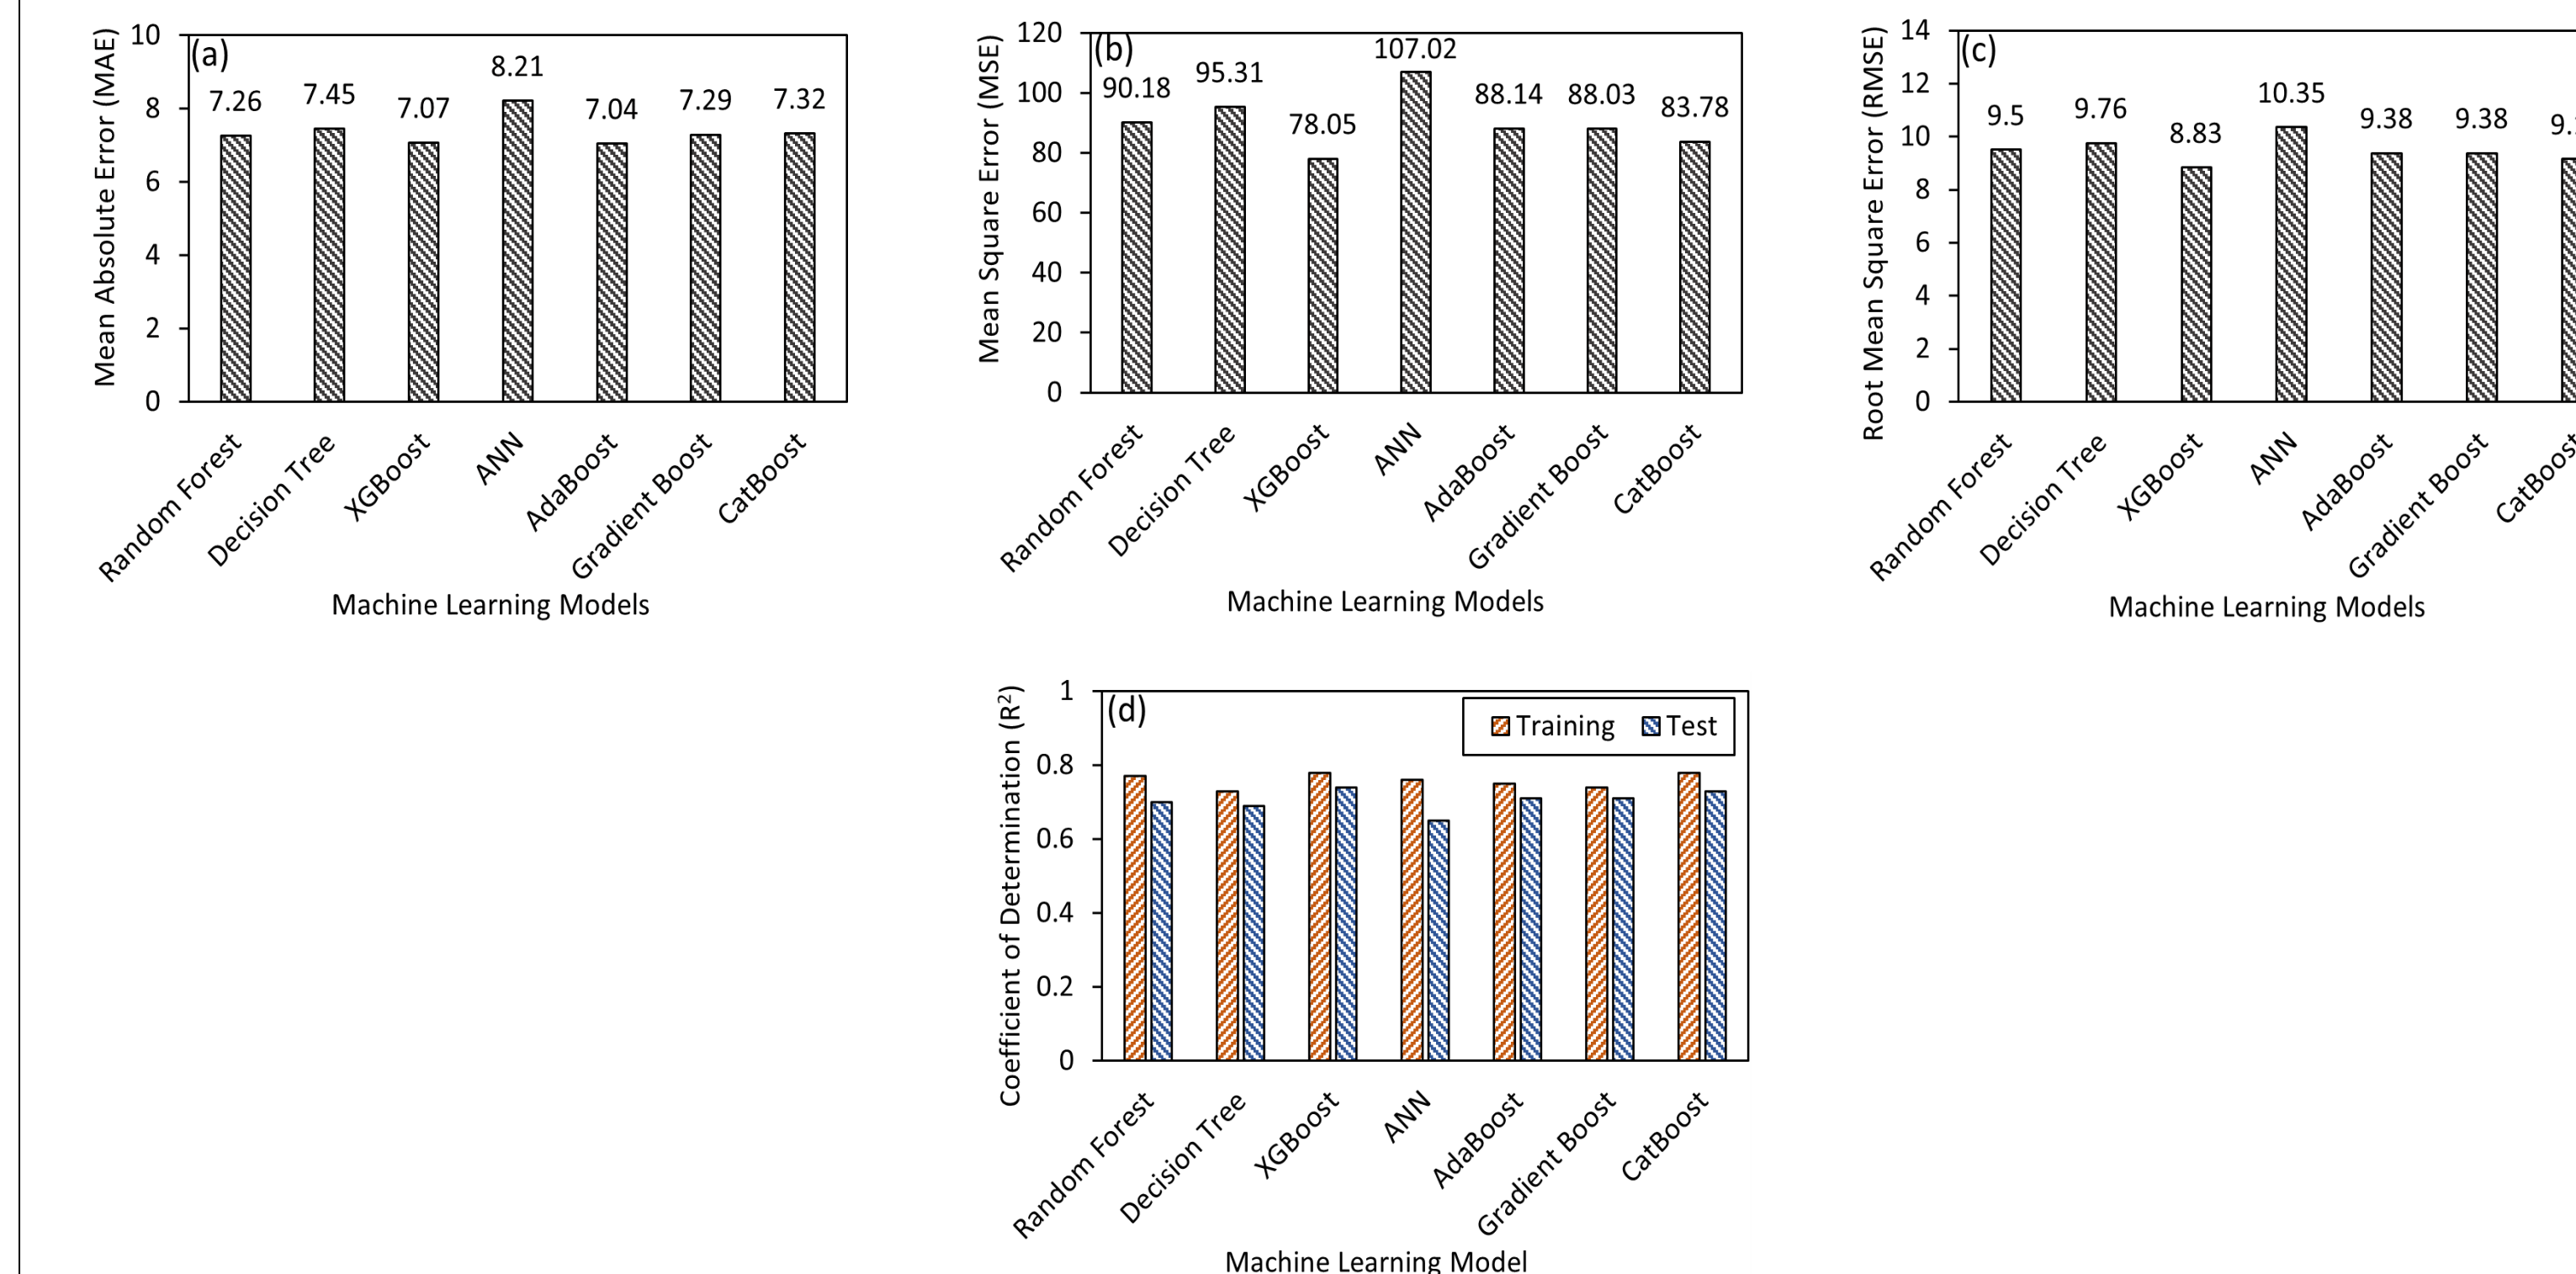 (a)
Mean Absolute Error (MAE)
10
8
6
4
2
0
7.26
7.45
7.07
8.21
7.04
7.29
7.32
Random Forest
Decision Tree
XGBoost
ANN
AdaBoost
Gradient Boost
CatBoost
Machine Learning Models
(b)
Mean Square Error (MSE)
120
100
80
60
40
20
0
90.18
95.31
78.05
107.02
88.14
88.03
83.78
Random Forest
Decision Tree
XGBoost
ANN
AdaBoost
Gradient Boost
CatBoost
Machine Learning Models
(c)
Root Mean Square Error (RMSE)
14
12
10
8
6
4
2
0
9.5
9.76
8.83
10.35
9.38
9.38
Random Forest
Decision Tree
XGBoost
ANN
AdaBoost
Gradient Boost
CatBoost
Machine Learning Models
(d)
Coefficient of Determination (R²)
1
0.8
0.6
0.4
0.2
0
Training
Test
Random Forest
Decision Tree
XGBoost
ANN
AdaBoost
Gradient Boost
CatBoost
Machine Learning Model